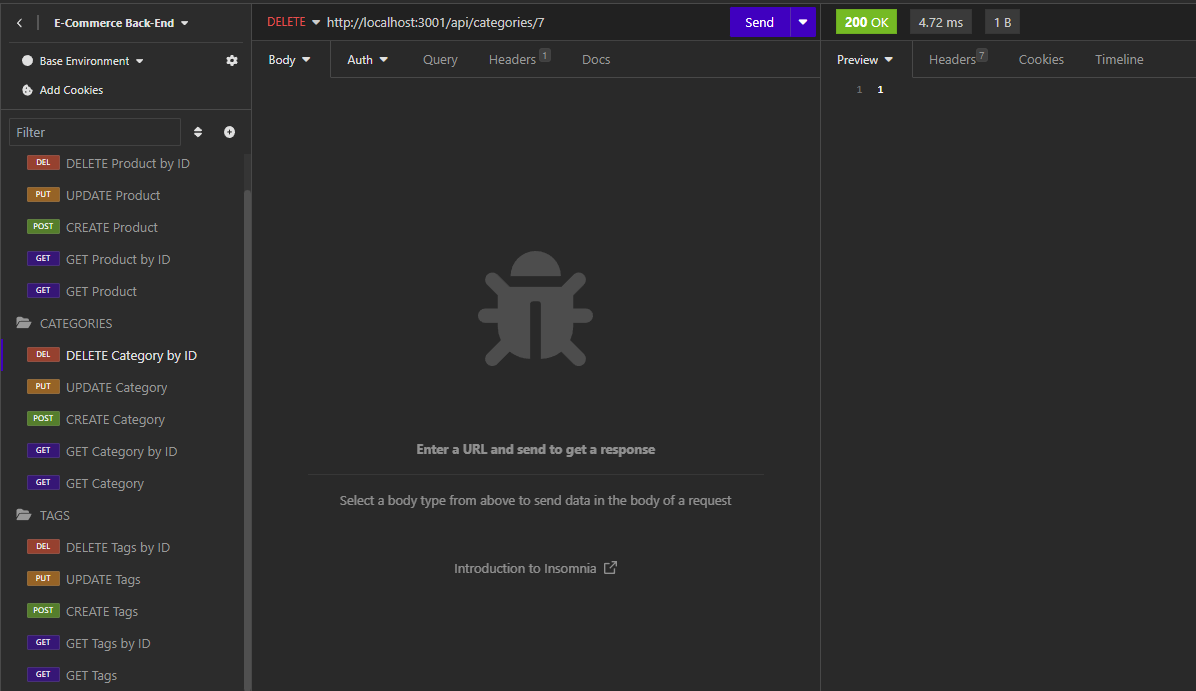 E-Commerce Back-End
Base Environment
Add Cookies
Filter
DEL DELETE Product by ID
PUT UPDATE Product
POST CREATE Product
GET GET Product by ID
GET GET Product
CATEGORIES
DEL DELETE Category by ID
PUT UPDATE Category
POST CREATE Category
GET GET Category by ID
GET GET Category
TAGS
DEL DELETE Tags by ID
PUT UPDATE Tags
POST CREATE Tags
GET GET Tags by ID
GET GET Tags
DELETE http://localhost:3001/api/categories/7 Send
Body Auth Query Headers 1 Docs
Enter a URL and send to get a response
Select a body type from above to send data in the body of a request
Introduction to Insomnia
200 OK 4.72 ms 1 B
Preview Headers 7 Cookies Timeline
1 1